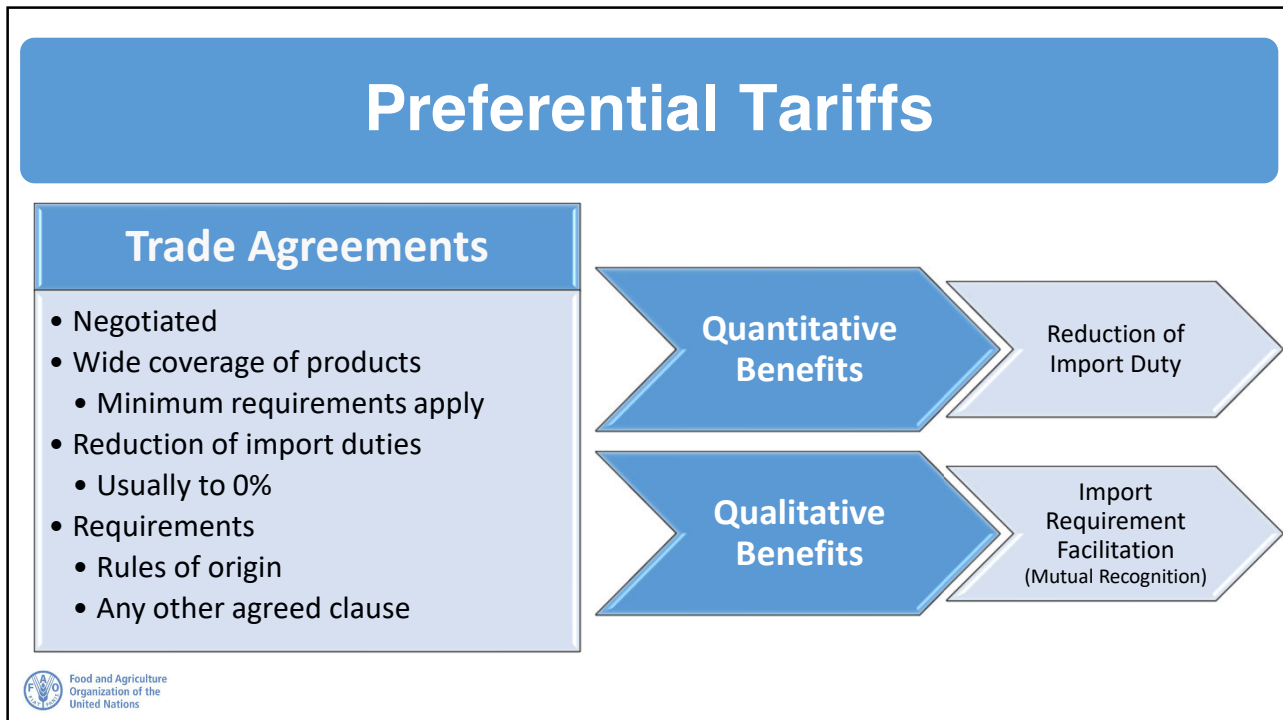 Preferential Tariffs
Trade Agreements
• Negotiated
• Wide coverage of products
• Minimum requirements apply
• Reduction of import duties
• Usually to 0%
• Requirements
• Rules of origin
• Any other agreed clause
Quantitative
Benefits
Reduction of
Import Duty
Qualitative
Benefits
Import
Requirement
Facilitation
(Mutual Recognition)
F A O
FIAT PANIS
Food and Agriculture
Organization of the
United Nations